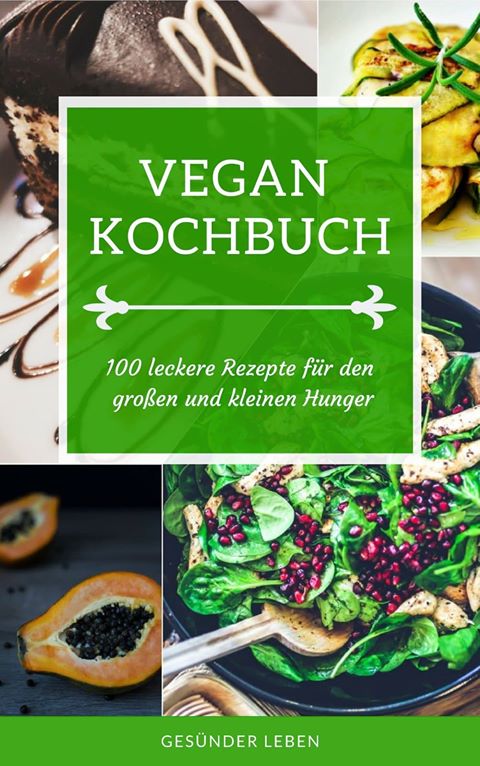 VEGAN
KOCHBUCH
100 leckere Rezepte für den
großen und kleinen Hunger
GESÜNDER LEBEN